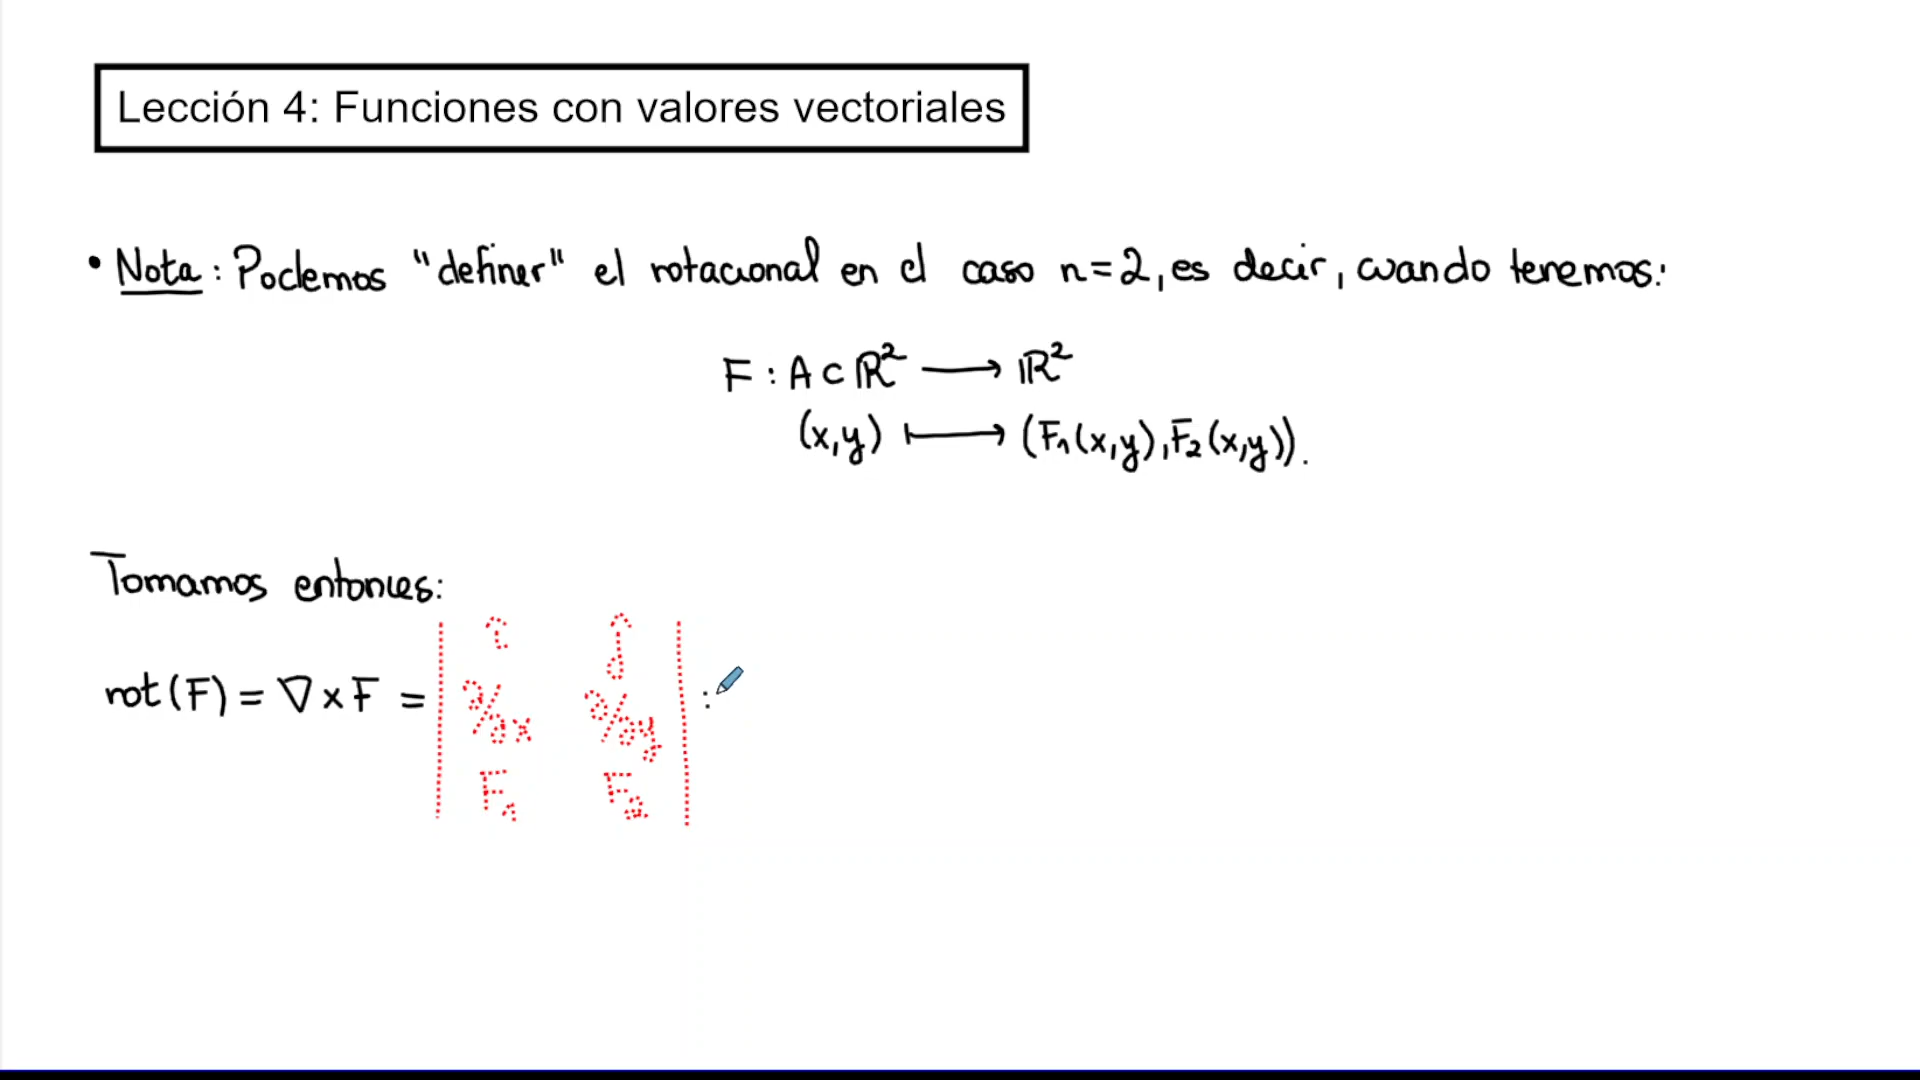 Lección 4: Funciones con valores vectoriales
• Nota: Podemos "definer" el rotacional en el caso n=2, es decir, cuando tenemos:
F : A ⊂ ℝ² ⟶ ℝ²
(x,y) ⟼ (F₁(x,y), F₂(x,y)).
Tomamos entonces:
rot(F) = ∇ × F = | î ĵ |
| ∂/∂x ∂/∂y | :
| F₁ F₂ |